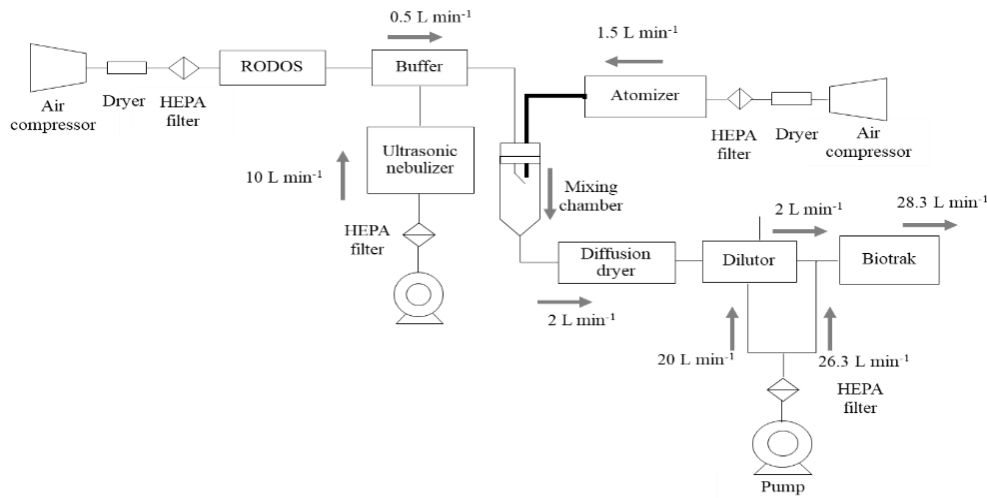 0.5 L min-1
1.5 L min-1
RODOS
Buffer
Atomizer
Air
compressor
Dryer
HEPA
filter
HEPA
filter
Dryer
Air
compressor
Ultrasonic
nebulizer
10 L min-1
Mixing
chamber
HEPA
filter
2 L min-1
28.3 L min-1
Diffusion
dryer
Dilutor
Biotrak
2 L min-1
20 L min-1
26.3 L min-1
HEPA
filter
Pump